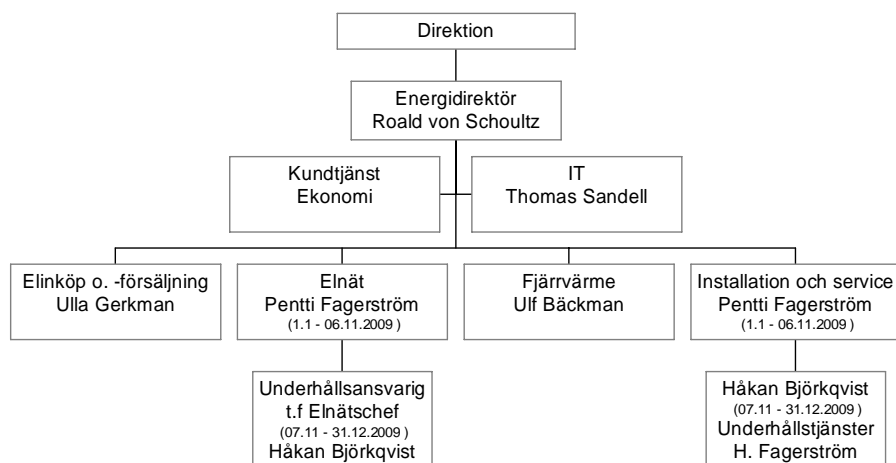 Direktion
Energidirektör
Roald von Schoultz
Kundtjänst
Ekonomi
IT
Thomas Sandell
Elinköp o. -försäljning
Ulla Gerkman
Elnät
Pentti Fagerström
(1.1 - 06.11.2009 )
Fjärrvärme
Ulf Bäckman
Installation och service
Pentti Fagerström
(1.1 - 06.11.2009 )
Underhållsansvarig
t.f Elnätschef
(07.11 - 31.12.2009 )
Håkan Björkqvist
Håkan Björkqvist
(07.11 - 31.12.2009 )
Underhållstjänster
H. Fagerström